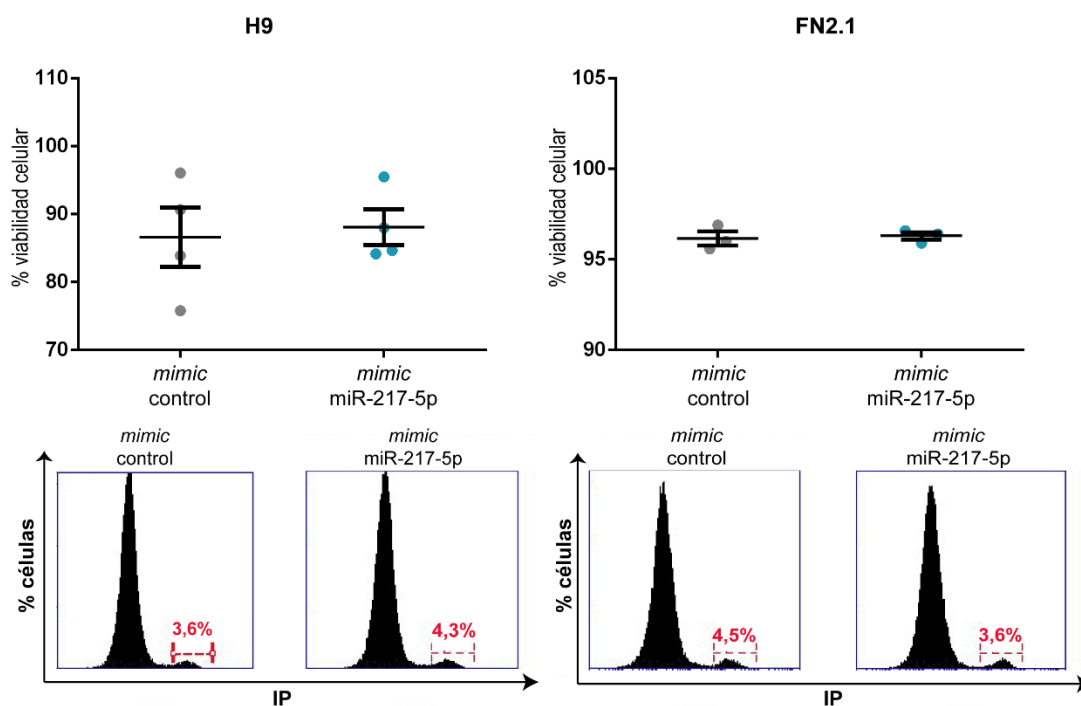 H9
% viabilidad celular
110
100
90
80
70
mimic
control
mimic
miR-217-5p
FN2.1
% viabilidad celular
105
100
95
90
mimic
control
mimic
miR-217-5p
% células
mimic
control
3,6%
mimic
miR-217-5p
4,3%
IP
% células
mimic
control
4,5%
mimic
miR-217-5p
3,6%
IP